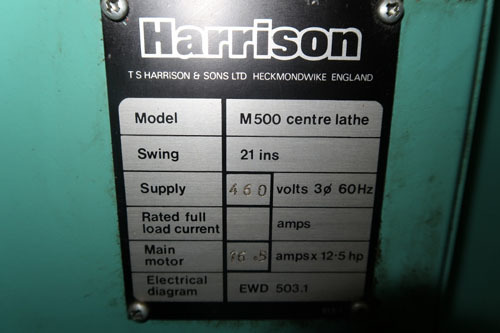 Harrison
T S HARRISON & SONS LTD HECKMONDWIKE ENGLAND
Model M500 centre lathe
Swing 21 ins
Supply 460 volts 3ø 60Hz
Rated full
load current amps
Main
motor 16.5 amps x 12·5 hp
Electrical
diagram EWD 503.1